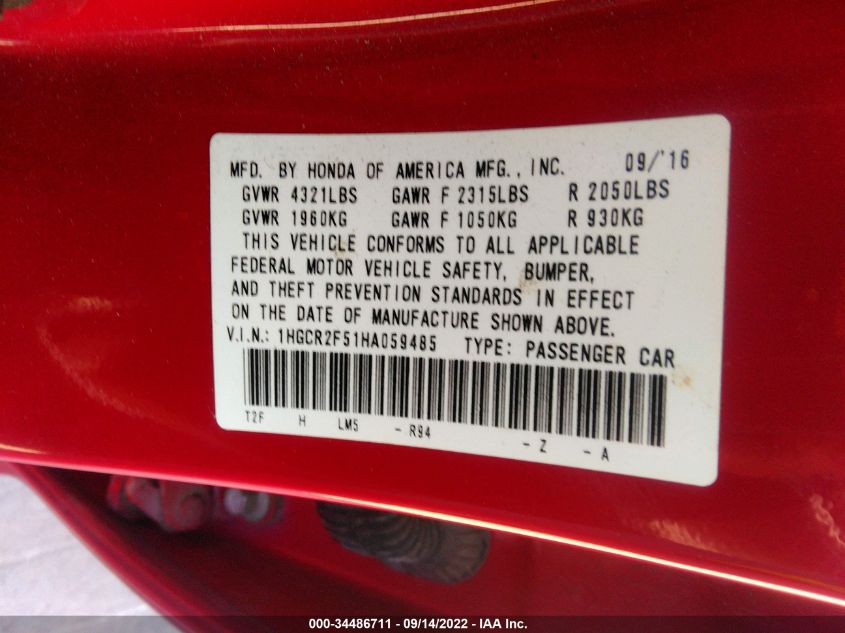 MFD. BY HONDA OF AMERICA MFG., INC. 09/'16
GVWR 4321LBS GAWR F 2315LBS R 2050LBS
GVWR 1960KG GAWR F 1050KG R 930KG
THIS VEHICLE CONFORMS TO ALL APPLICABLE
FEDERAL MOTOR VEHICLE SAFETY, BUMPER,
AND THEFT PREVENTION STANDARDS IN EFFECT
ON THE DATE OF MANUFACTURE SHOWN ABOVE.
V.I.N.: 1HGCR2F51HA059485 TYPE: PASSENGER CAR
T2F H LM5 - R94 - Z - A
000-34486711 - 09/14/2022 - IAA Inc.